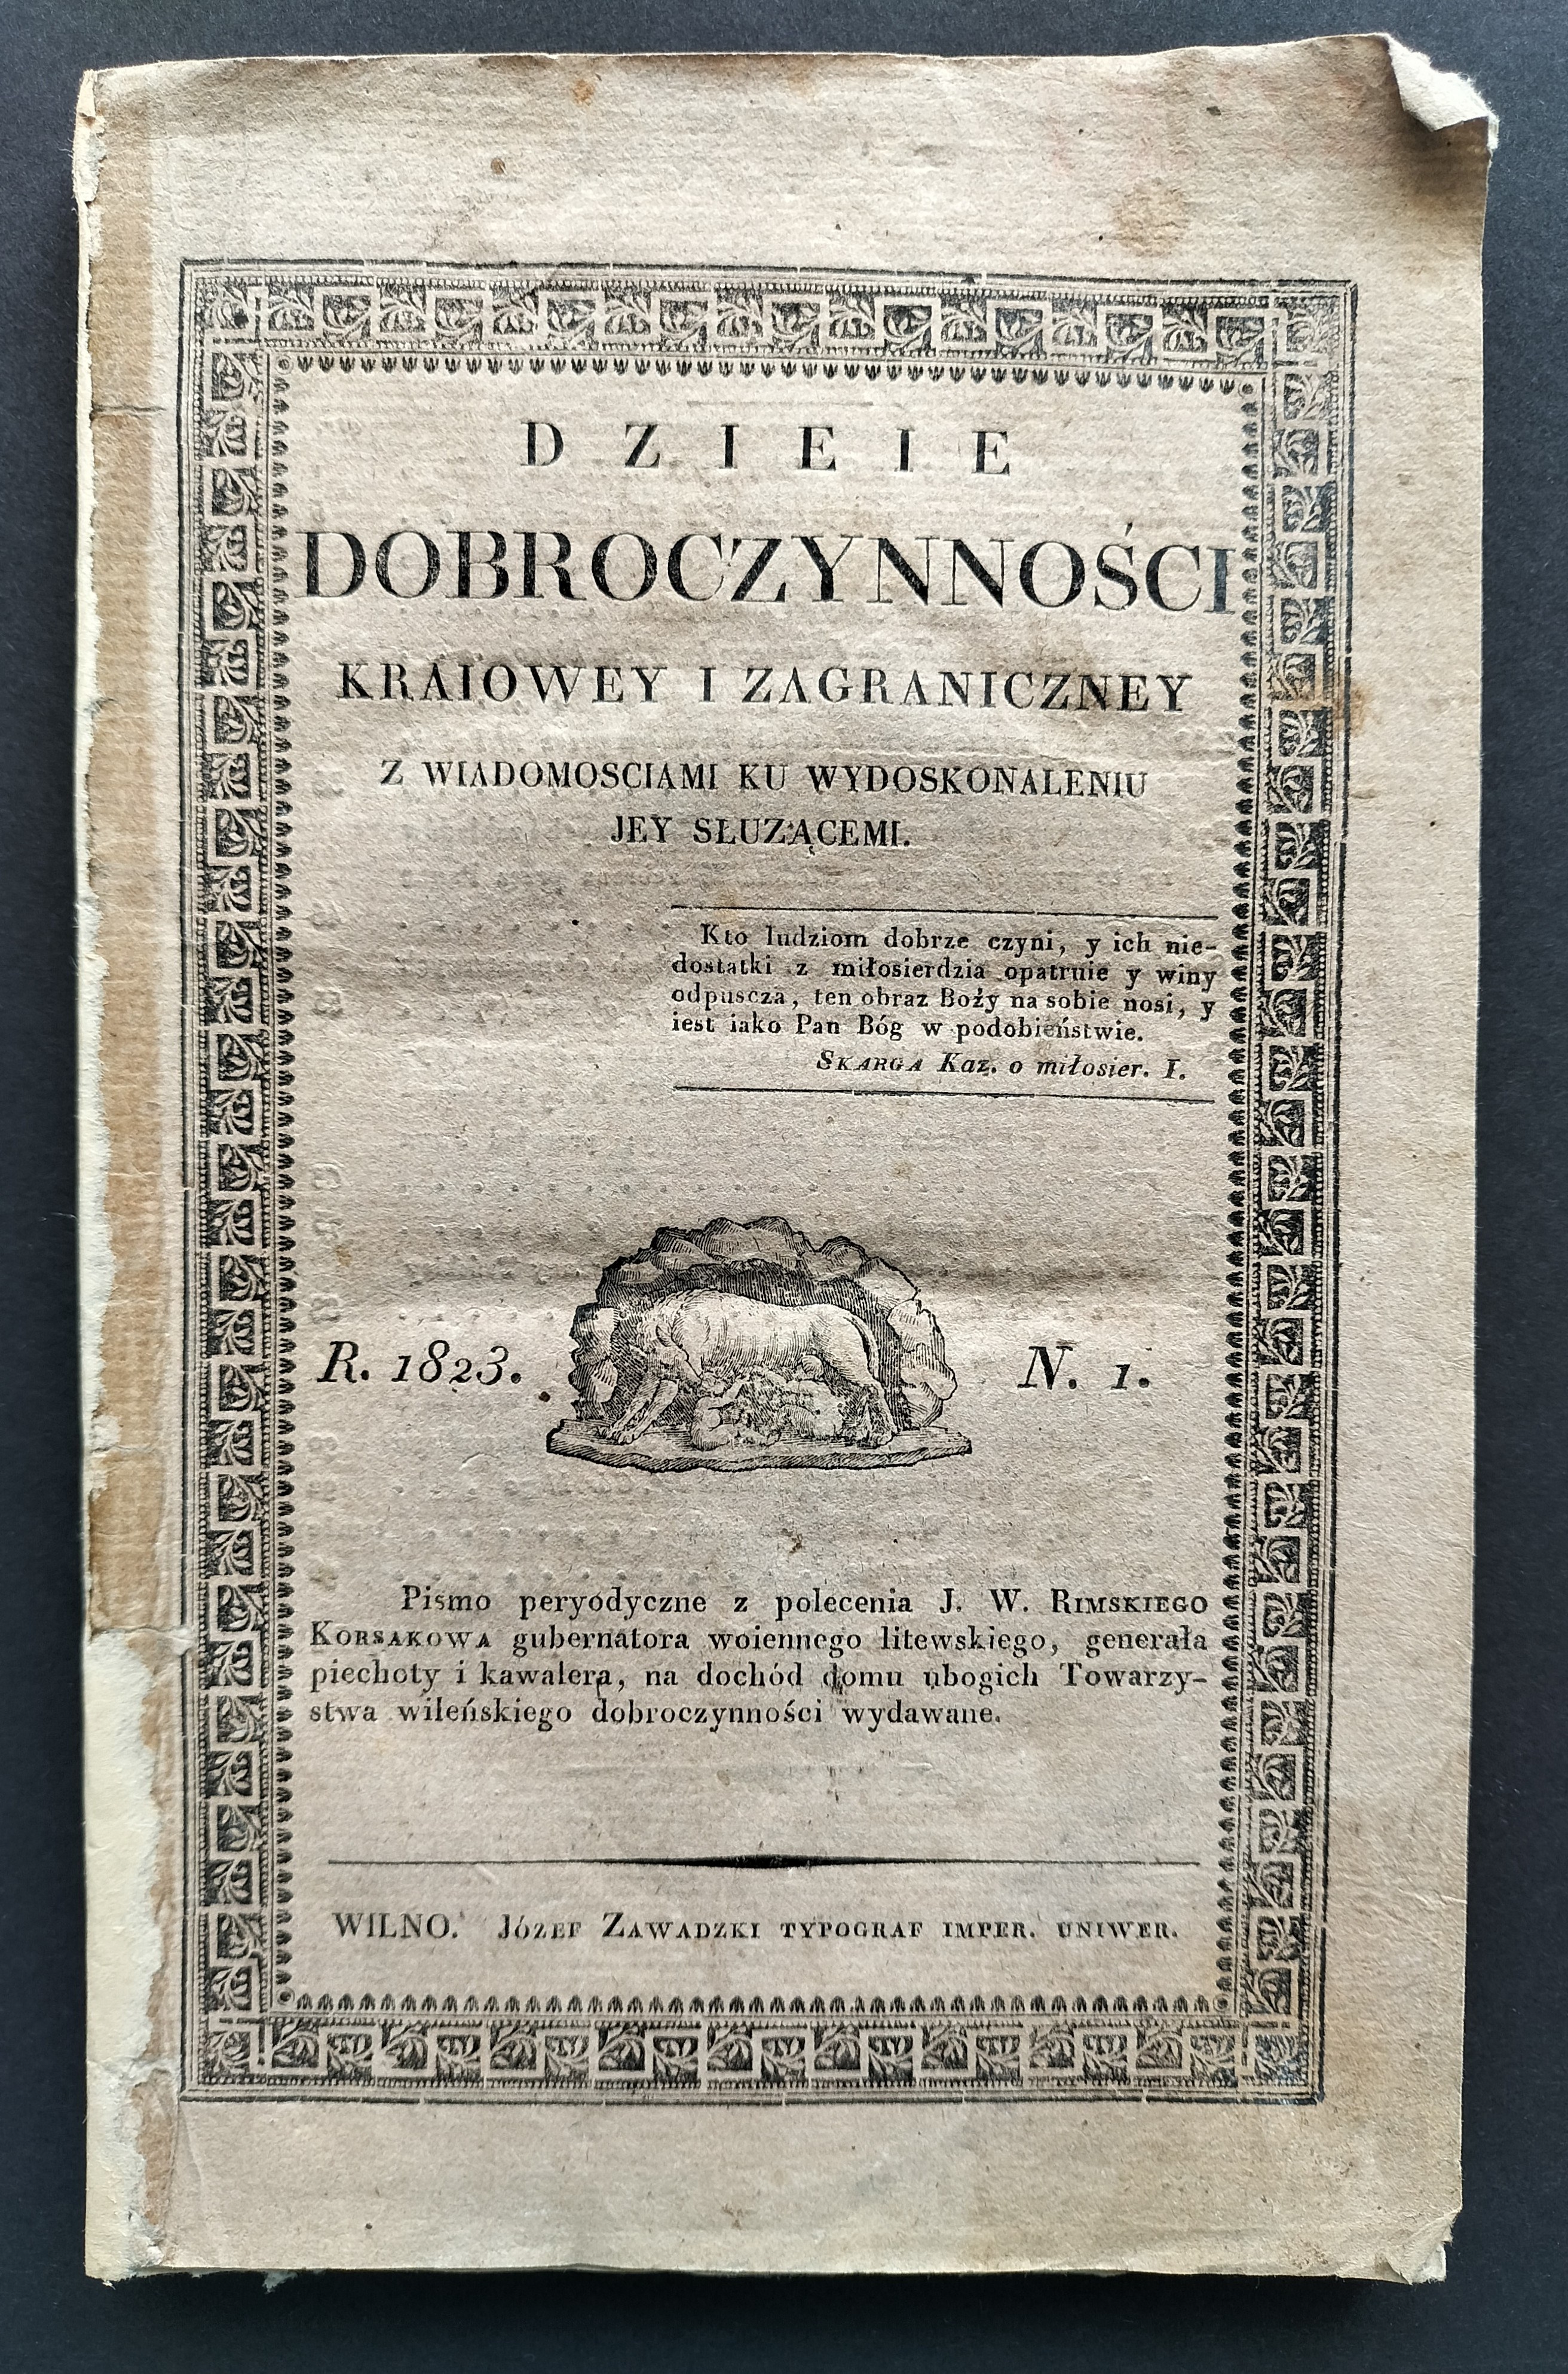 DZIEIE
DOBROCZYNNOŚCI
KRAIOWEY I ZAGRANICZNEY
Z WIADOMOSCIAMI KU WYDOSKONALENIU
JEY SŁUŻĄCEMI.
Kto ludziom dobrze czyni, y ich nie-
dostatki z miłosierdzia opatruie y winy
odpuscza, ten obraz Boży na sobie nosi, y
iest iako Pan Bóg w podobieństwie.
SKARGA Kaz. o miłosier. I.
R. 1823. N. 1.
Pismo peryodyczne z polecenia J. W. RIMSKIEGO
KORSAKOWA gubernatora woiennego litewskiego, generała
piechoty i kawalera, na dochód domu ubogich Towarzy-
stwa wileńskiego dobroczynności wydawane.
WILNO. JÓZEF ZAWADZKI TYPOGRAF IMPER. UNIWER.